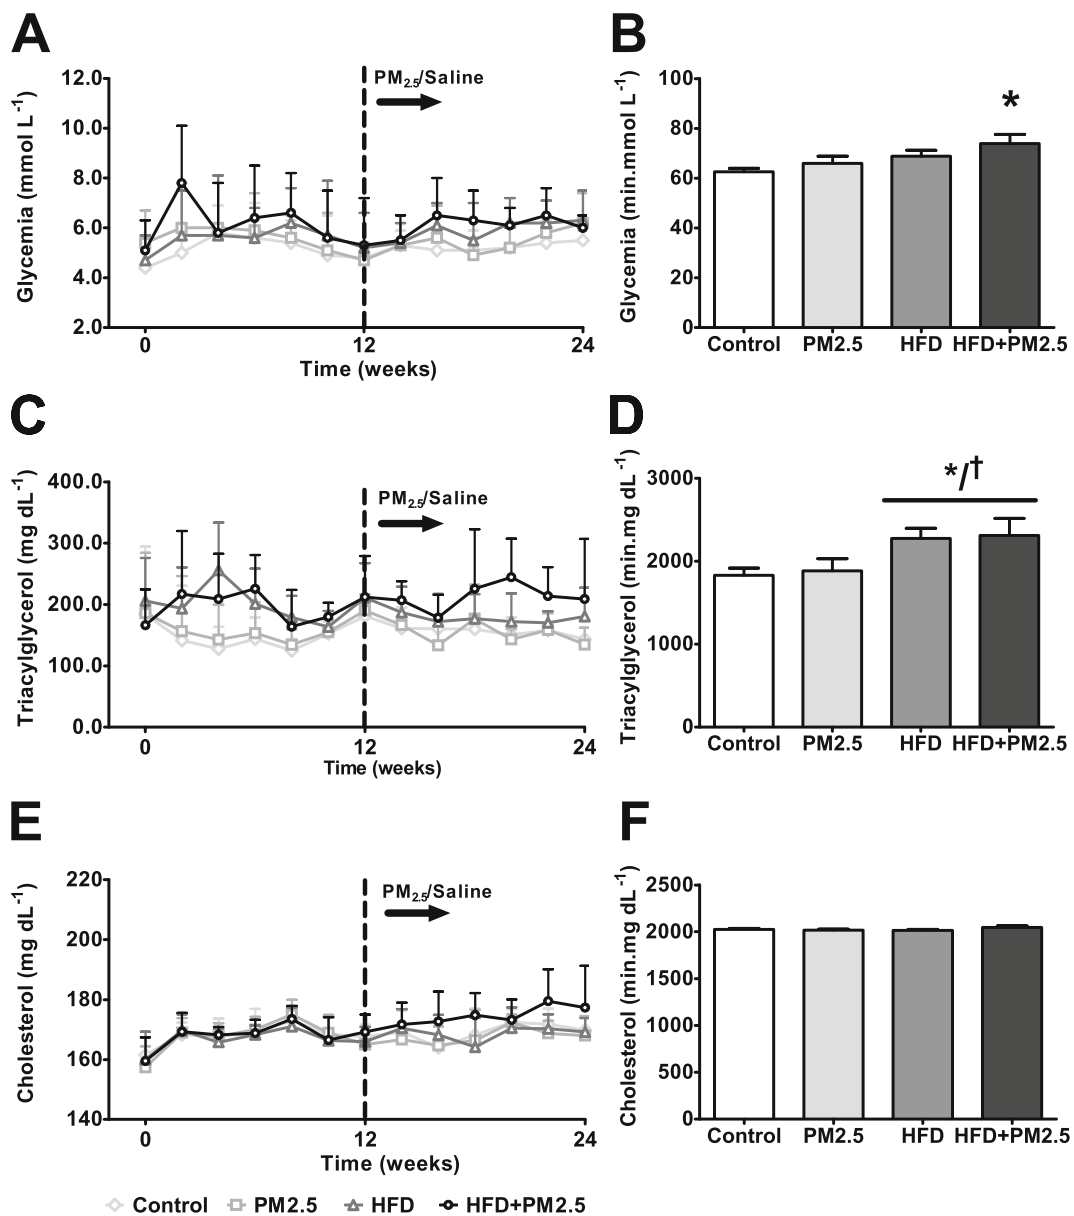 A
PM2.5/Saline
Glycemia (mmol L-1)
12.0
10.0
8.0
6.0
4.0
2.0
0
12
24
Time (weeks)
B
Glycemia (min.mmol L-1)
100
80
60
40
20
0
*
Control
PM2.5
HFD
HFD+PM2.5
C
PM2.5/Saline
Triacylglycerol (mg dL-1)
400.0
300.0
200.0
100.0
0.0
0
12
24
Time (weeks)
D
Triacylglycerol (min.mg dL-1)
3000
2000
1000
0
*/†
Control
PM2.5
HFD
HFD+PM2.5
E
PM2.5/Saline
Cholesterol (mg dL-1)
220
200
180
160
140
0
12
24
Time (weeks)
F
Cholesterol (min.mg dL-1)
2500
2000
1500
1000
500
0
Control
PM2.5
HFD
HFD+PM2.5
Control PM2.5 HFD HFD+PM2.5